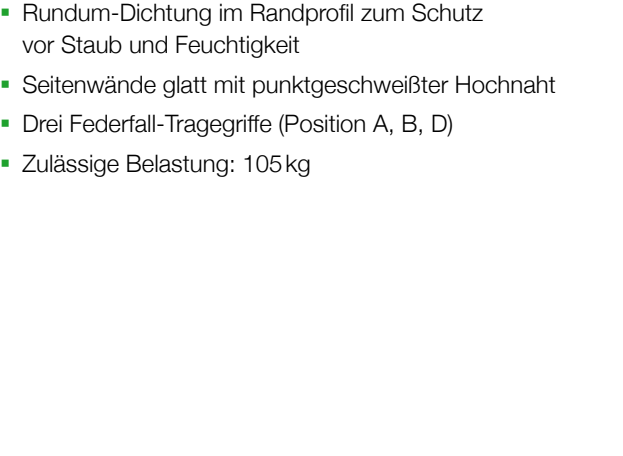 ▪ Rundum-Dichtung im Randprofil zum Schutz
vor Staub und Feuchtigkeit
▪ Seitenwände glatt mit punktgeschweißter Hochnaht
▪ Drei Federfall-Tragegriffe (Position A, B, D)
▪ Zulässige Belastung: 105 kg